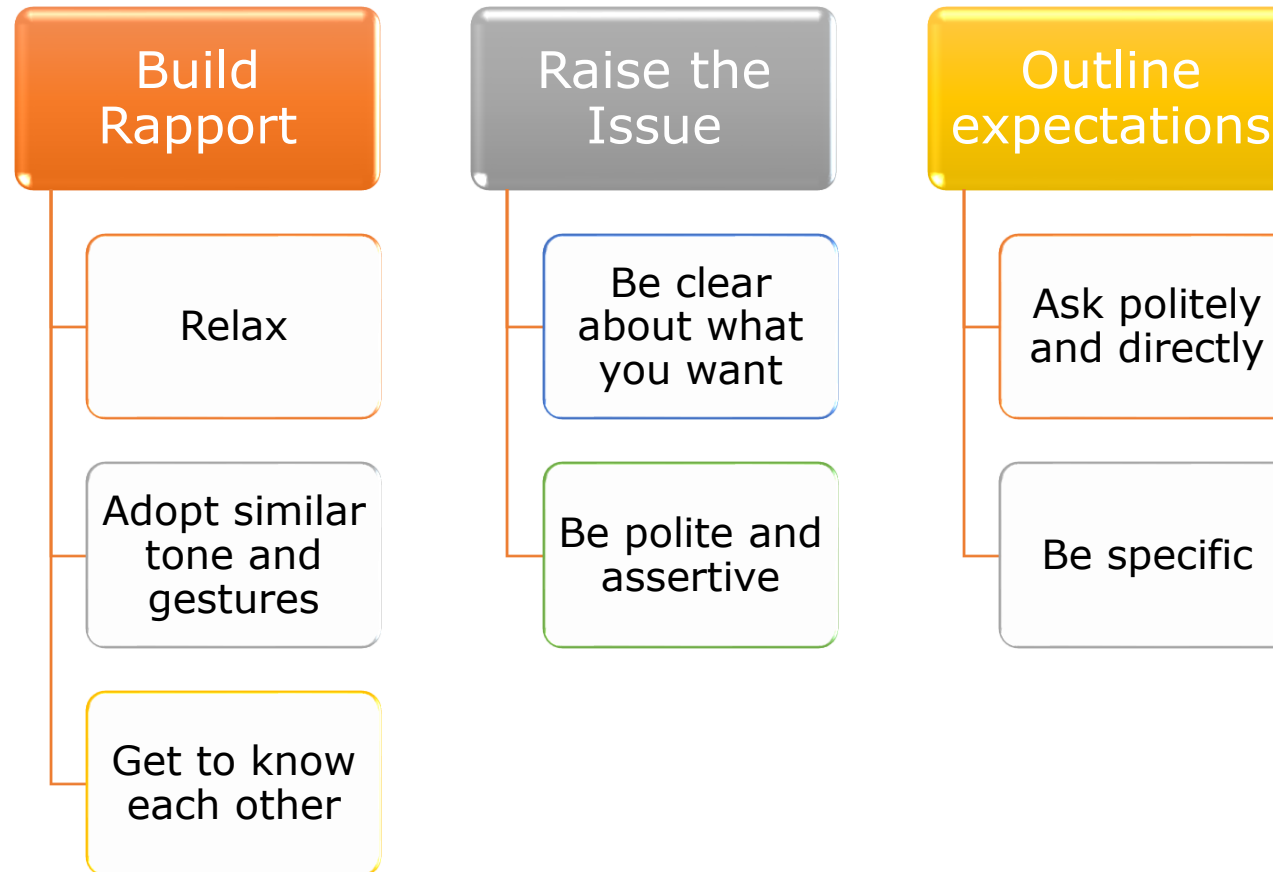 Build
Rapport
Relax
Adopt similar
tone and
gestures
Get to know
each other
Raise the
Issue
Be clear
about what
you want
Be polite and
assertive
Outline
expectations
Ask politely
and directly
Be specific